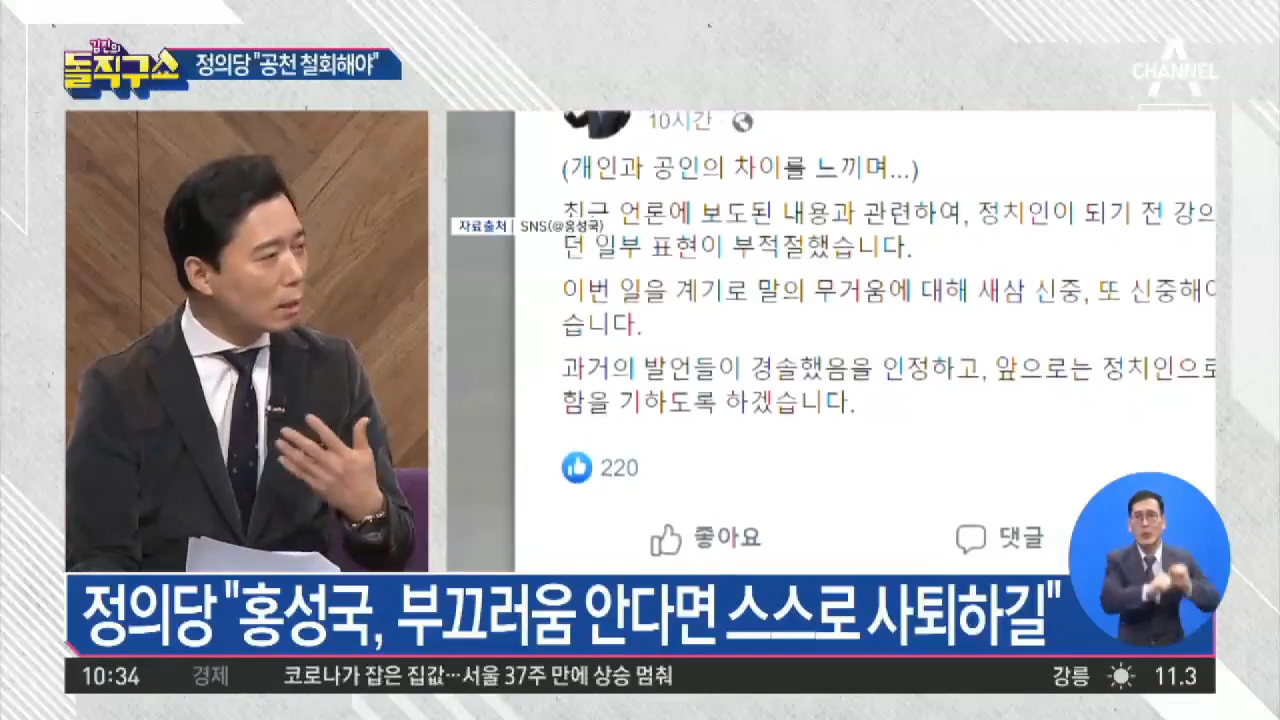 김진의
돌직구쇼
정의당 "공천 철회해야"
CHANNEL A
10시간
(개인과 공인의 차이를 느끼며...)
최근 언론에 보도된 내용과 관련하여, 정치인이 되기 전 강의
자료출처 | SNS(@홍성국)
던 일부 표현이 부적절했습니다.
이번 일을 계기로 말의 무거움에 대해 새삼 신중, 또 신중해야
습니다.
과거의 발언들이 경솔했음을 인정하고, 앞으로는 정치인으로
함을 기하도록 하겠습니다.
220
좋아요
댓글
정의당 "홍성국, 부끄러움 안다면 스스로 사퇴하길"
10:34 경제 코로나가 잡은 집값…서울 37주 만에 상승 멈춰 강릉 11.3